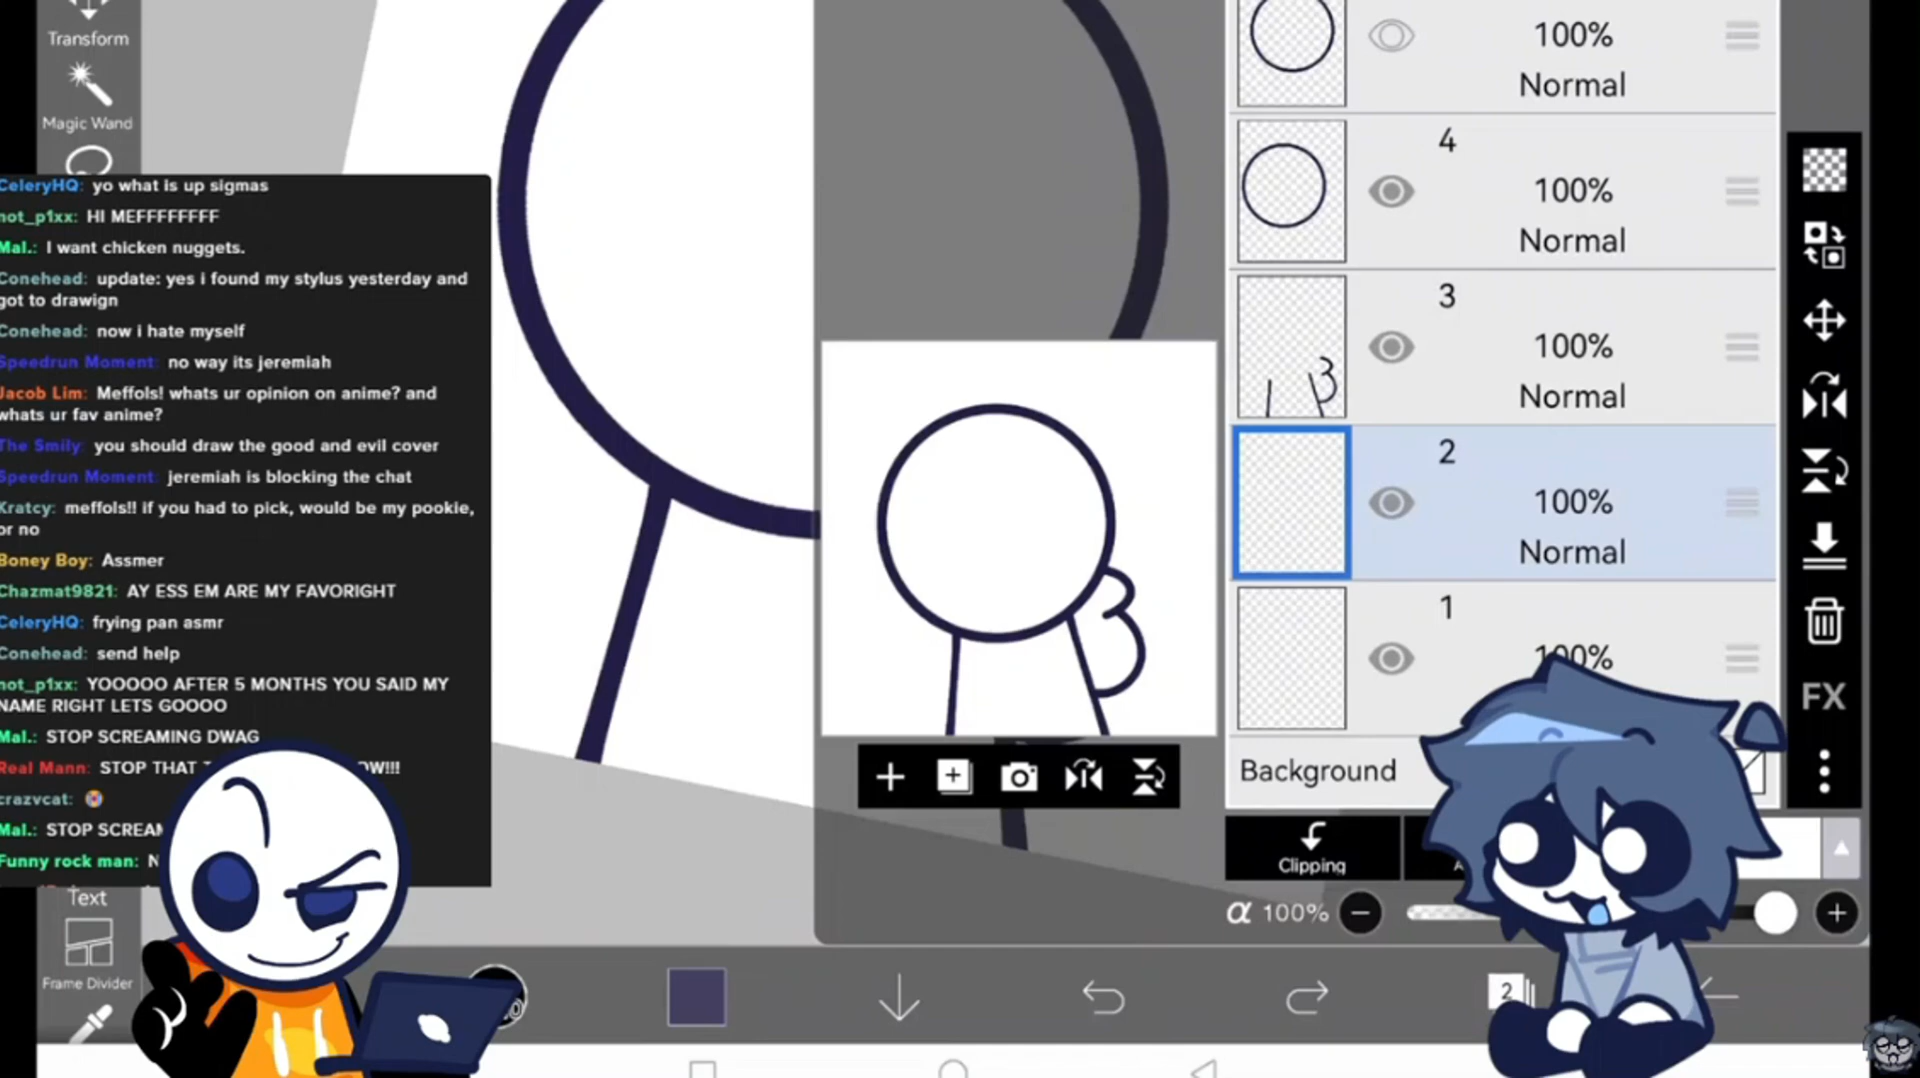 Transform
Magic Wand
CeleryHQ: yo what is up sigmas
not_p1xx: HI MEFFFFFFFF
Mal.: I want chicken nuggets.
Conehead: update: yes i found my stylus yesterday and
got to drawign
Conehead: now i hate myself
Speedrun Moment: no way its jeremiah
Jacob Lim: Meffols! whats ur opinion on anime? and
whats ur fav anime?
The Smily: you should draw the good and evil cover
Speedrun Moment: jeremiah is blocking the chat
Kratcy: meffols!! if you had to pick, would be my pookie,
or no
Boney Boy: Assmer
Chazmat9821: AY ESS EM ARE MY FAVORIGHT
CeleryHQ: frying pan asmr
Conehead: send help
not_p1xx: YOOOOO AFTER 5 MONTHS YOU SAID MY
NAME RIGHT LETS GOOOO
Mal.: STOP SCREAMING DWAG
Real Mann: STOP THAT T OW!!!
crazycat:
Mal.: STOP SCREAM
Funny rock man: N
Text
Frame Divider
100%
Normal
4
100%
Normal
3
100%
Normal
2
100%
Normal
1
100%
Background
Clipping
α 100%
FX
2